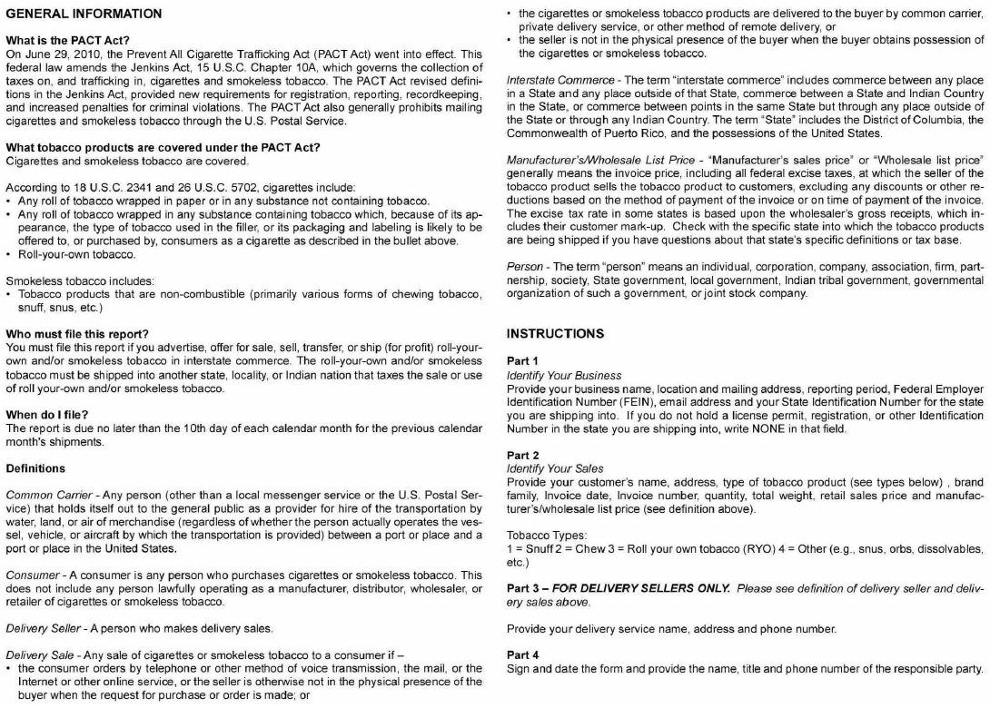 GENERAL INFORMATION
What is the PACT Act?
On June 29, 2010, the Prevent All Cigarette Trafficking Act (PACT Act) went into effect. This
federal law amends the Jenkins Act, 15 U.S.C. Chapter 10A, which governs the collection of
taxes on, and trafficking in, cigarettes and smokeless tobacco. The PACT Act revised defini-
tions in the Jenkins Act, provided new requirements for registration, reporting, recordkeeping,
and increased penalties for criminal violations. The PACT Act also generally prohibits mailing
cigarettes and smokeless tobacco through the U.S. Postal Service.
What tobacco products are covered under the PACT Act?
Cigarettes and smokeless tobacco are covered.
According to 18 U.S.C. 2341 and 26 U.S.C. 5702, cigarettes include:
• Any roll of tobacco wrapped in paper or in any substance not containing tobacco.
• Any roll of tobacco wrapped in any substance containing tobacco which, because of its ap-
pearance, the type of tobacco used in the filler, or its packaging and labeling is likely to be
offered to, or purchased by, consumers as a cigarette as described in the bullet above.
• Roll-your-own tobacco.
Smokeless tobacco includes:
• Tobacco products that are non-combustible (primarily various forms of chewing tobacco,
snuff, snus, etc.)
Who must file this report?
You must file this report if you advertise, offer for sale, sell, transfer, or ship (for profit) roll-your-
own and/or smokeless tobacco in interstate commerce. The roll-your-own and/or smokeless
tobacco must be shipped into another state, locality, or Indian nation that taxes the sale or use
of roll your-own and/or smokeless tobacco.
When do I file?
The report is due no later than the 10th day of each calendar month for the previous calendar
month's shipments.
Definitions
Common Carrier - Any person (other than a local messenger service or the U.S. Postal Ser-
vice) that holds itself out to the general public as a provider for hire of the transportation by
water, land, or air of merchandise (regardless of whether the person actually operates the ves-
sel, vehicle, or aircraft by which the transportation is provided) between a port or place and a
port or place in the United States.
Consumer - A consumer is any person who purchases cigarettes or smokeless tobacco. This
does not include any person lawfully operating as a manufacturer, distributor, wholesaler, or
retailer of cigarettes or smokeless tobacco.
Delivery Seller - A person who makes delivery sales.
Delivery Sale - Any sale of cigarettes or smokeless tobacco to a consumer if –
• the consumer orders by telephone or other method of voice transmission, the mail, or the
Internet or other online service, or the seller is otherwise not in the physical presence of the
buyer when the request for purchase or order is made; or
• the cigarettes or smokeless tobacco products are delivered to the buyer by common carrier,
private delivery service, or other method of remote delivery, or
• the seller is not in the physical presence of the buyer when the buyer obtains possession of
the cigarettes or smokeless tobacco.
Interstate Commerce - The term “interstate commerce” includes commerce between any place
in a State and any place outside of that State, commerce between a State and Indian Country
in the State, or commerce between points in the same State but through any place outside of
the State or through any Indian Country. The term “State” includes the District of Columbia, the
Commonwealth of Puerto Rico, and the possessions of the United States.
Manufacturer’s/Wholesale List Price - “Manufacturer’s sales price” or “Wholesale list price”
generally means the invoice price, including all federal excise taxes, at which the seller of the
tobacco product sells the tobacco product to customers, excluding any discounts or other re-
ductions based on the method of payment of the invoice or on time of payment of the invoice.
The excise tax rate in some states is based upon the wholesaler’s gross receipts, which in-
cludes their customer mark-up. Check with the specific state into which the tobacco products
are being shipped if you have questions about that state’s specific definitions or tax base.
Person - The term “person” means an individual, corporation, company, association, firm, part-
nership, society, State government, local government, Indian tribal government, governmental
organization of such a government, or joint stock company.
INSTRUCTIONS
Part 1
Identify Your Business
Provide your business name, location and mailing address, reporting period, Federal Employer
Identification Number (FEIN), email address and your State Identification Number for the state
you are shipping into. If you do not hold a license permit, registration, or other Identification
Number in the state you are shipping into, write NONE in that field.
Part 2
Identify Your Sales
Provide your customer’s name, address, type of tobacco product (see types below) , brand
family, Invoice date, Invoice number, quantity, total weight, retail sales price and manufac-
turer’s/wholesale list price (see definition above).
Tobacco Types:
1 = Snuff 2 = Chew 3 = Roll your own tobacco (RYO) 4 = Other (e.g., snus, orbs, dissolvables,
etc.)
Part 3 – FOR DELIVERY SELLERS ONLY. Please see definition of delivery seller and deliv-
ery sales above.
Provide your delivery service name, address and phone number.
Part 4
Sign and date the form and provide the name, title and phone number of the responsible party.